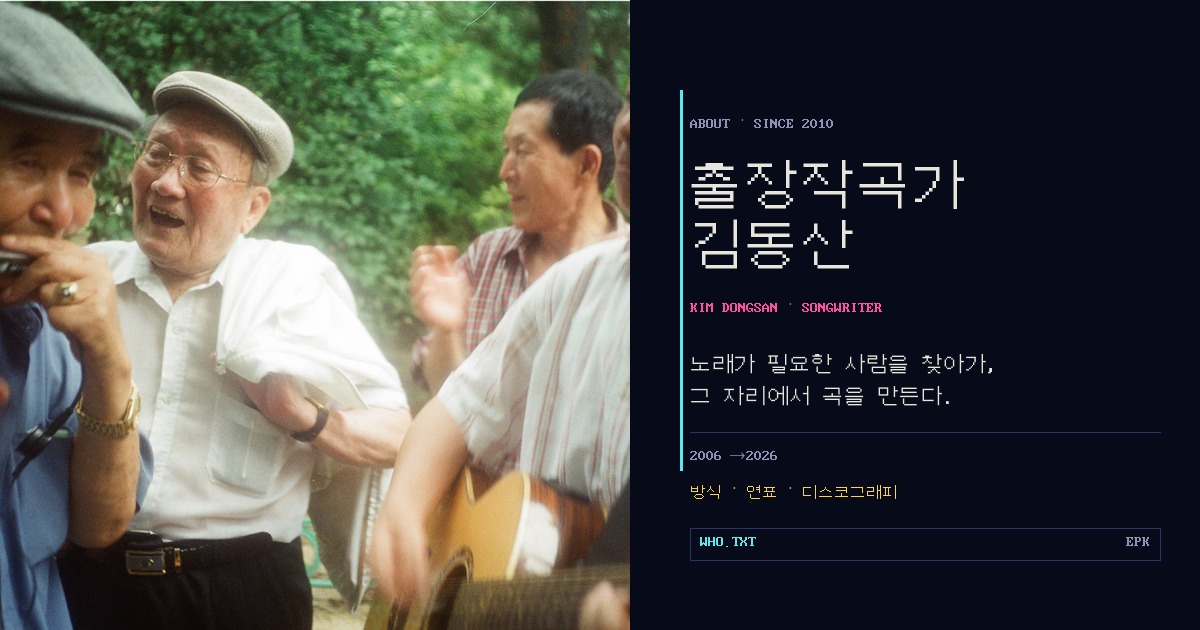 ABOUT · SINCE 2010
출장작곡가
김동산
KIM DONGSAN · SONGWRITER
노래가 필요한 사람을 찾아가,
그 자리에서 곡을 만든다.
2006 →2026
방식 · 연표 · 디스코그래피
WHO.TXT EPK